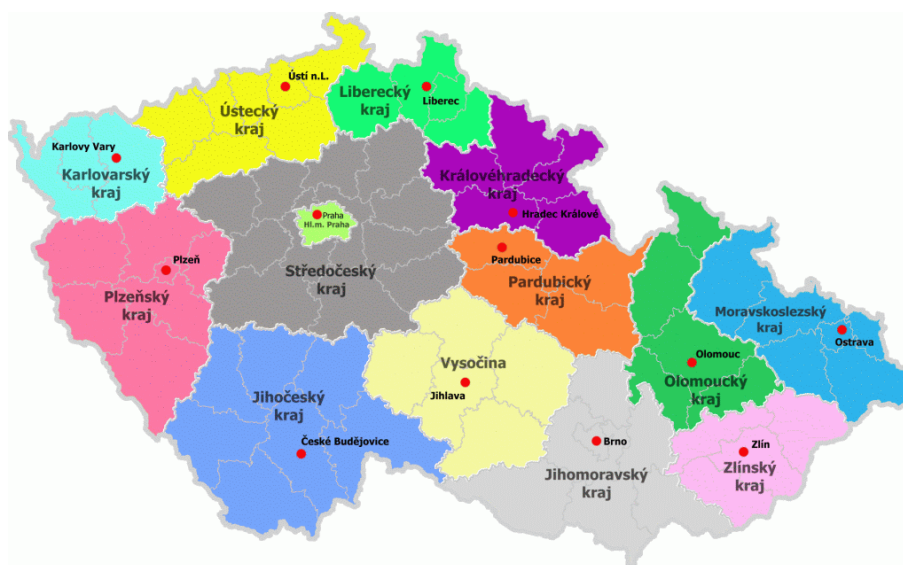 Ústí n.L.
Ústecký
kraj
Liberecký
kraj
Liberec
Karlovy Vary
Karlovarský
kraj
Královéhradecký
kraj
Hradec Králové
Praha
Hl.m. Praha
Středočeský
kraj
Plzeň
Plzeňský
kraj
Pardubice
Pardubický
kraj
Moravskoslezský
kraj
Ostrava
Olomouc
Olomoucký
kraj
Vysočina
Jihlava
Jihočeský
kraj
České Budějovice
Brno
Jihomoravský
kraj
Zlín
Zlínský
kraj